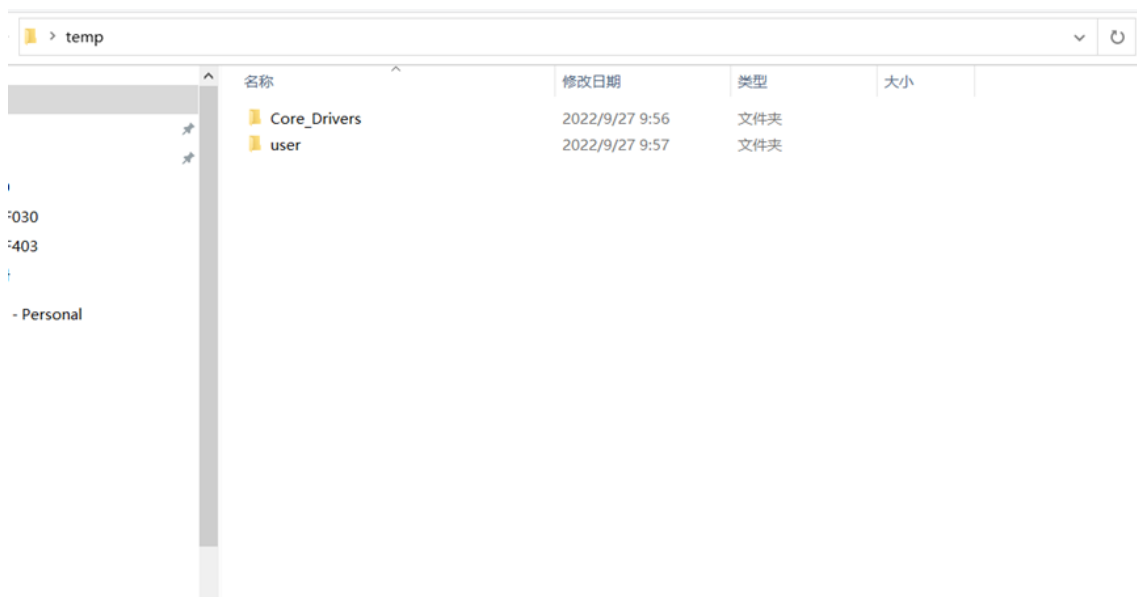 > temp
名称 修改日期 类型 大小
Core_Drivers 2022/9/27 9:56 文件夹
user 2022/9/27 9:57 文件夹
F030
F403
- Personal